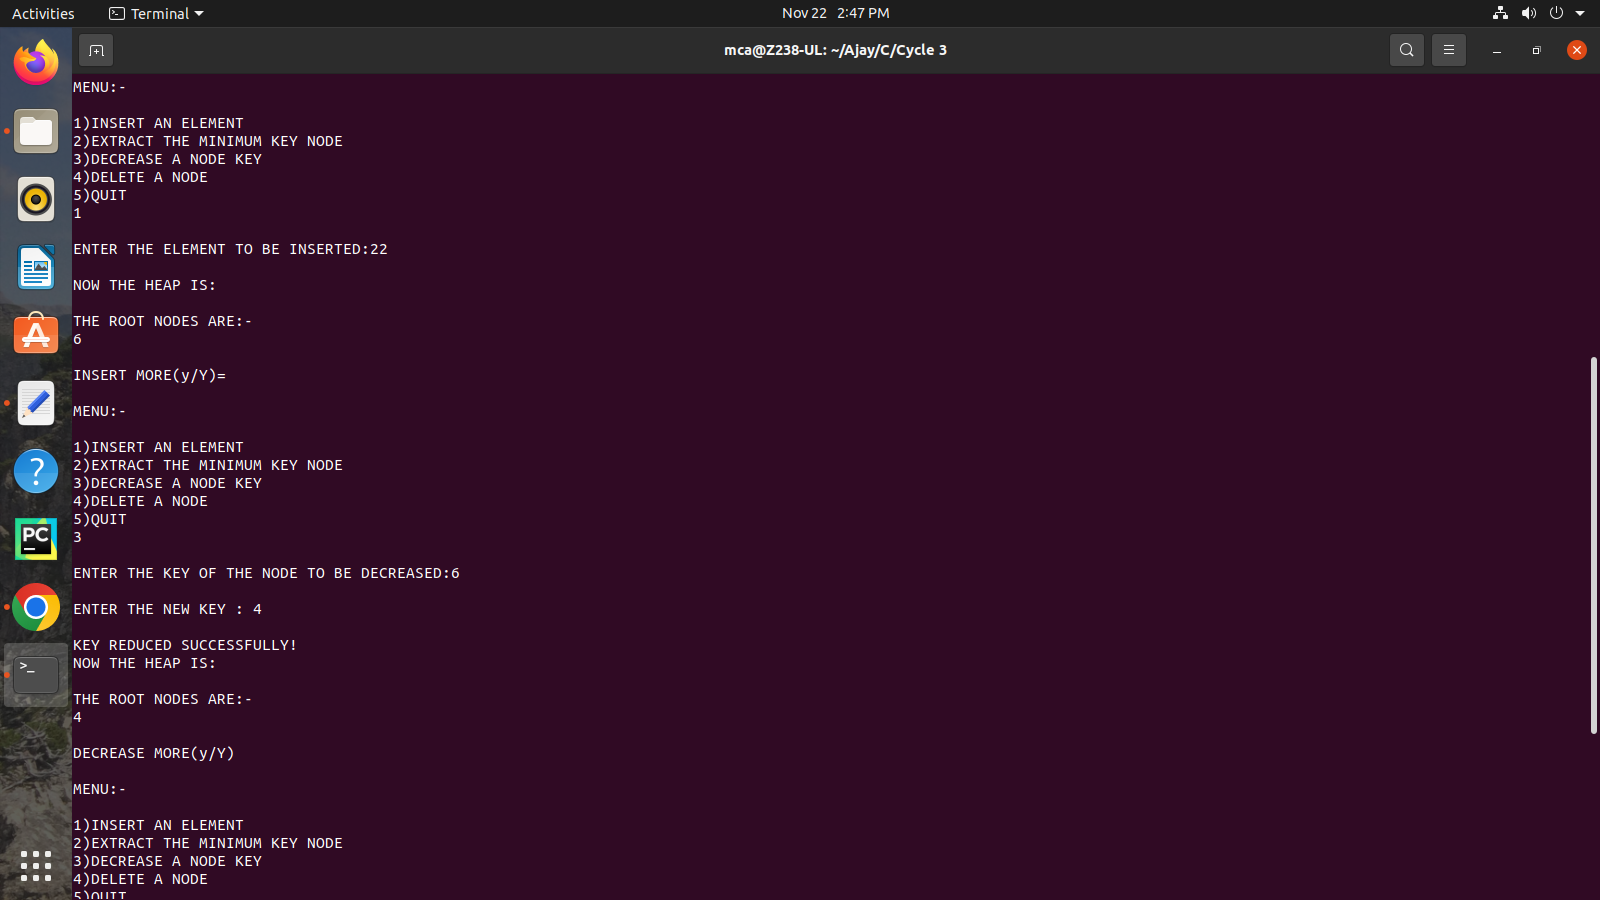 Activities
Terminal
Nov 22 2:47 PM
mca@Z238-UL: ~/Ajay/C/Cycle 3
MENU:-
1)INSERT AN ELEMENT
2)EXTRACT THE MINIMUM KEY NODE
3)DECREASE A NODE KEY
4)DELETE A NODE
5)QUIT
1
ENTER THE ELEMENT TO BE INSERTED:22
NOW THE HEAP IS:
THE ROOT NODES ARE:-
6
INSERT MORE(y/Y)=
MENU:-
1)INSERT AN ELEMENT
2)EXTRACT THE MINIMUM KEY NODE
3)DECREASE A NODE KEY
4)DELETE A NODE
5)QUIT
3
ENTER THE KEY OF THE NODE TO BE DECREASED:6
ENTER THE NEW KEY : 4
KEY REDUCED SUCCESSFULLY!
NOW THE HEAP IS:
THE ROOT NODES ARE:-
4
DECREASE MORE(y/Y)
MENU:-
1)INSERT AN ELEMENT
2)EXTRACT THE MINIMUM KEY NODE
3)DECREASE A NODE KEY
4)DELETE A NODE
5)QUIT
PC